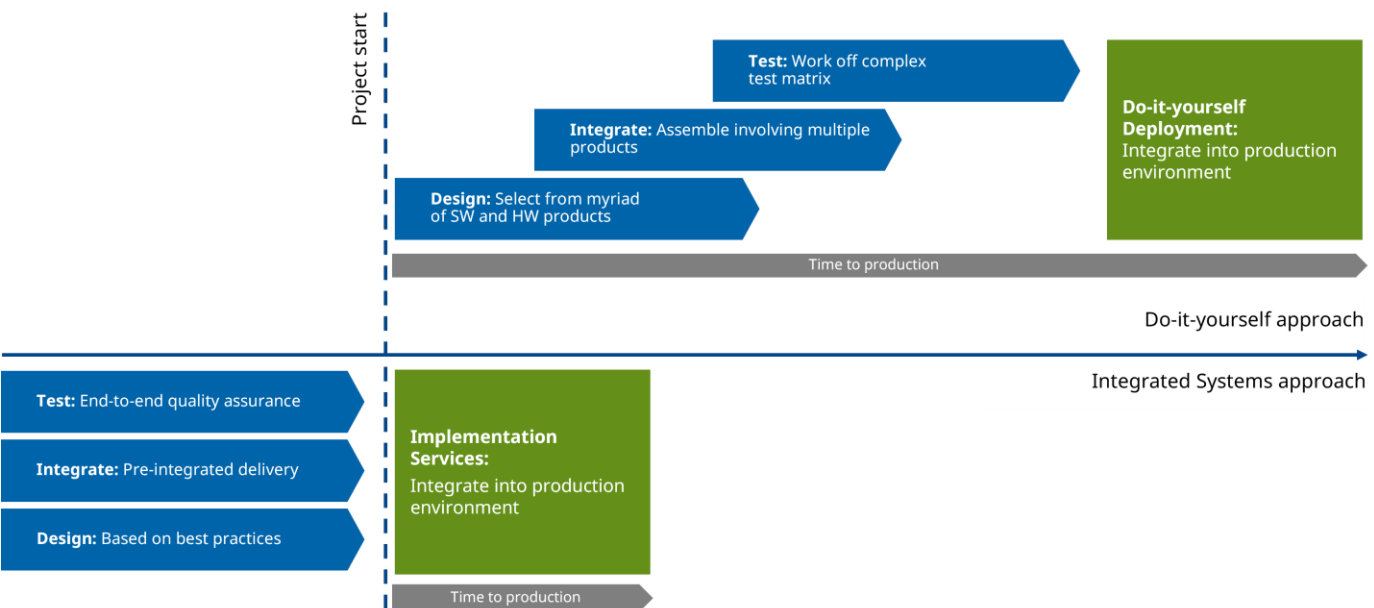 Project start
Test: Work off complex
test matrix
Integrate: Assemble involving multiple
products
Design: Select from myriad
of SW and HW products
Do-it-yourself
Deployment:
Integrate into production
environment
Time to production
Do-it-yourself approach
Integrated Systems approach
Test: End-to-end quality assurance
Integrate: Pre-integrated delivery
Design: Based on best practices
Implementation
Services:
Integrate into production
environment
Time to production